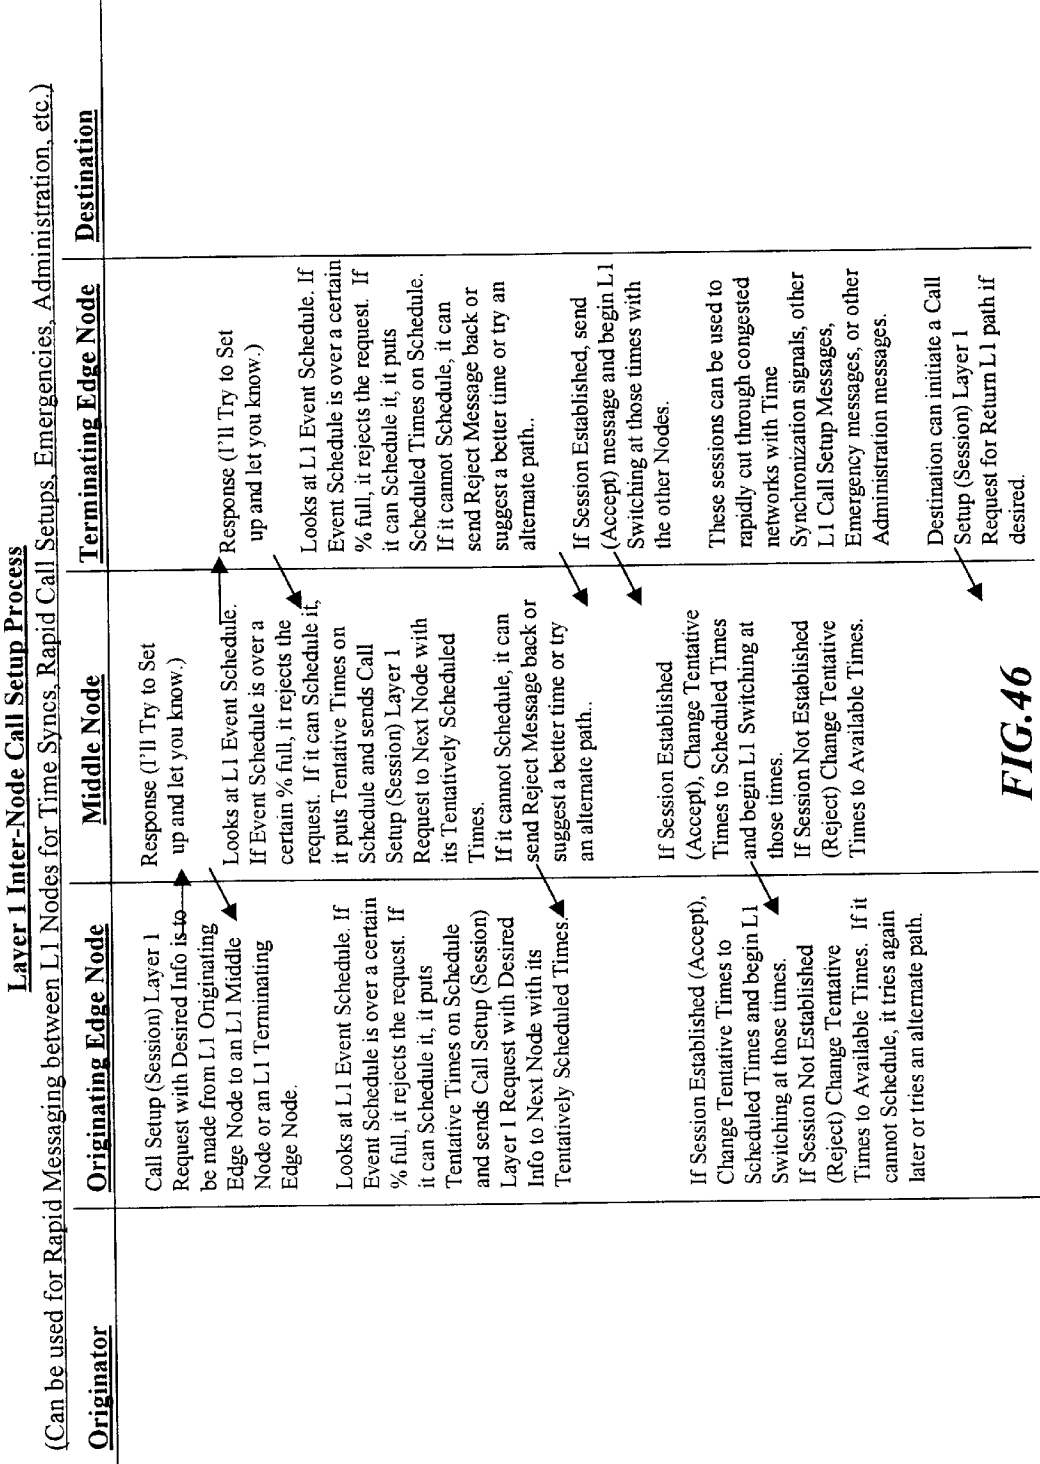 Layer 1 Inter-Node Call Setup Process
(Can be used for Rapid Messaging between L1 Nodes for Time Syncs, Rapid Call Setups, Emergencies, Administration, etc.)
Originator
Originating Edge Node
Middle Node
Terminating Edge Node
Destination
Call Setup (Session) Layer 1
Request with Desired Info is to
be made from L1 Originating
Edge Node to an L1 Middle
Node or an L1 Terminating
Edge Node.
Looks at L1 Event Schedule. If
Event Schedule is over a certain
% full, it rejects the request. If
it can Schedule it, it puts
Tentative Times on Schedule
and sends Call Setup (Session)
Layer 1 Request with Desired
Info to Next Node with its
Tentatively Scheduled Times.
If Session Established (Accept),
Change Tentative Times to
Scheduled Times and begin L1
Switching at those times.
If Session Not Established
(Reject) Change Tentative
Times to Available Times. If it
cannot Schedule, it tries again
later or tries an alternate path.
Response (I'll Try to Set
up and let you know.)
Looks at L1 Event Schedule.
If Event Schedule is over a
certain % full, it rejects the
request. If it can Schedule it,
it puts Tentative Times on
Schedule and sends Call
Setup (Session) Layer 1
Request to Next Node with
its Tentatively Scheduled
Times.
If it cannot Schedule, it can
send Reject Message back or
suggest a better time or try
an alternate path..
If Session Established
(Accept), Change Tentative
Times to Scheduled Times
and begin L1 Switching at
those times.
If Session Not Established
(Reject) Change Tentative
Times to Available Times.
Response (I'll Try to Set
up and let you know.)
Looks at L1 Event Schedule. If
Event Schedule is over a certain
% full, it rejects the request. If
it can Schedule it, it puts
Scheduled Times on Schedule.
If it cannot Schedule, it can
send Reject Message back or
suggest a better time or try an
alternate path..
If Session Established, send
(Accept) message and begin L1
Switching at those times with
the other Nodes.
These sessions can be used to
rapidly cut through congested
networks with Time
Synchronization signals, other
L1 Call Setup Messages,
Emergency messages, or other
Administration messages.
Destination can initiate a Call
Setup (Session) Layer 1
Request for Return L1 path if
desired.
FIG.46